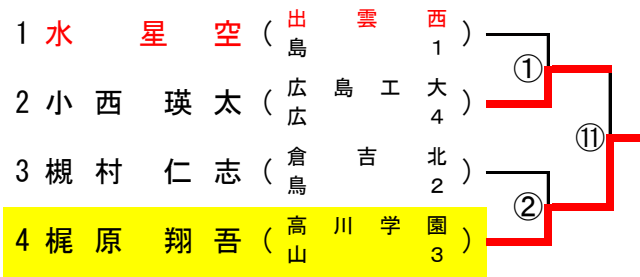 1 水 星 空 ( 出 雲 西 島 1 )
①
2 小 西 瑛 太 ( 広 島 工 大 広 4 )
⑪
3 槻 村 仁 志 ( 倉 吉 北 鳥 2 )
②
4 梶 原 翔 吾 ( 高 川 学 園 山 3 )